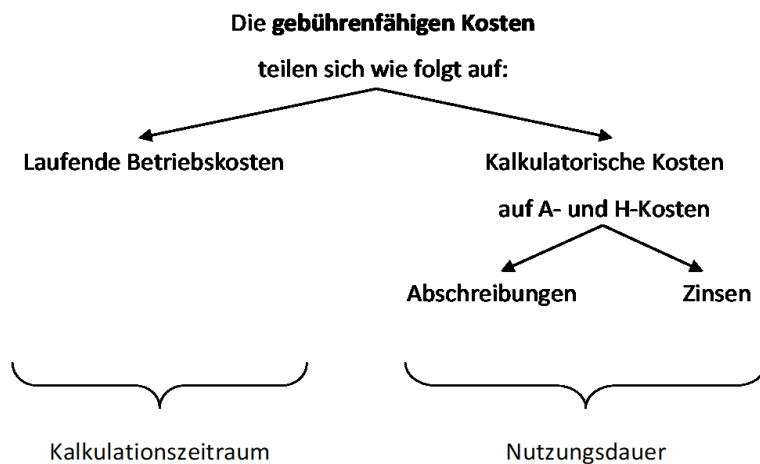 Die gebührenfähigen Kosten
teilen sich wie folgt auf:
Laufende Betriebskosten
Kalkulatorische Kosten
auf A- und H-Kosten
Abschreibungen
Zinsen
Kalkulationszeitraum
Nutzungsdauer